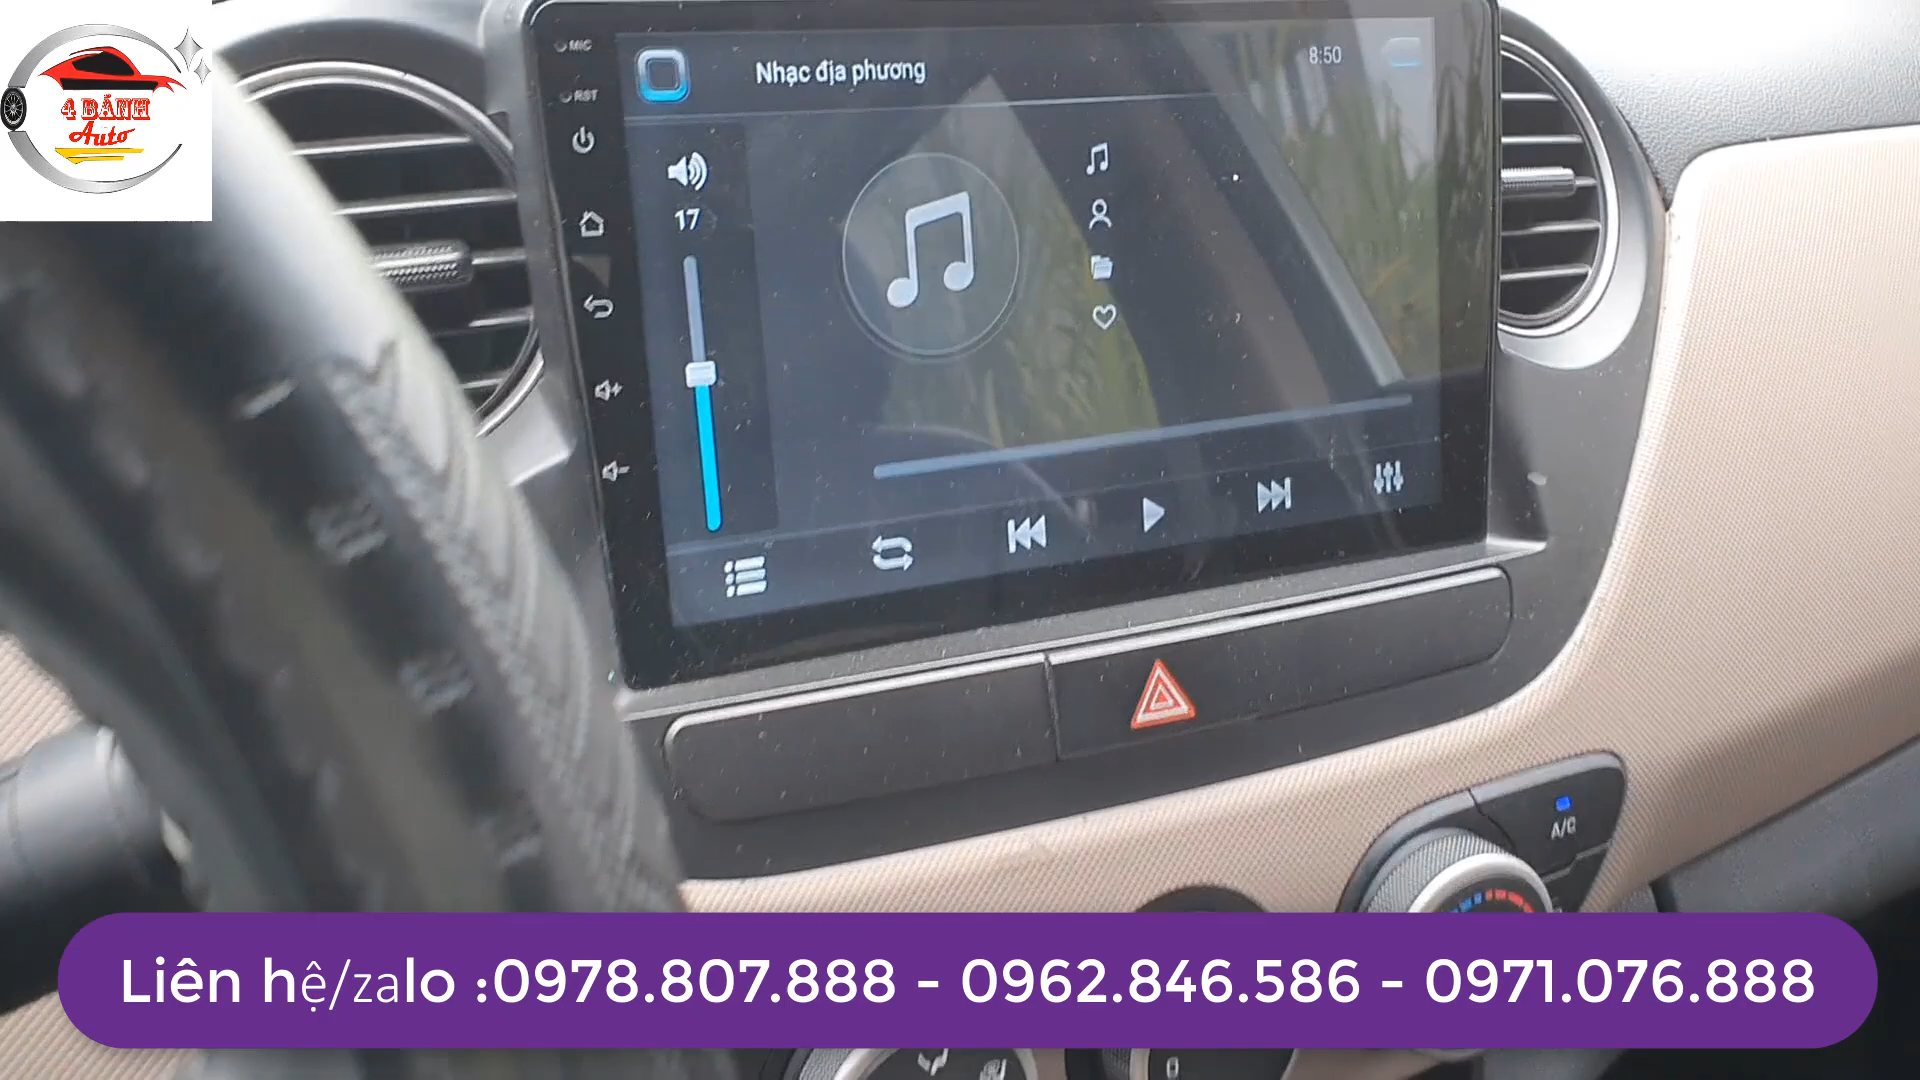 4 BÁNH
Auto
MIC
RST
Nhạc địa phương
8:50
17
A/C
Liên hệ/zalo :0978.807.888 - 0962.846.586 - 0971.076.888